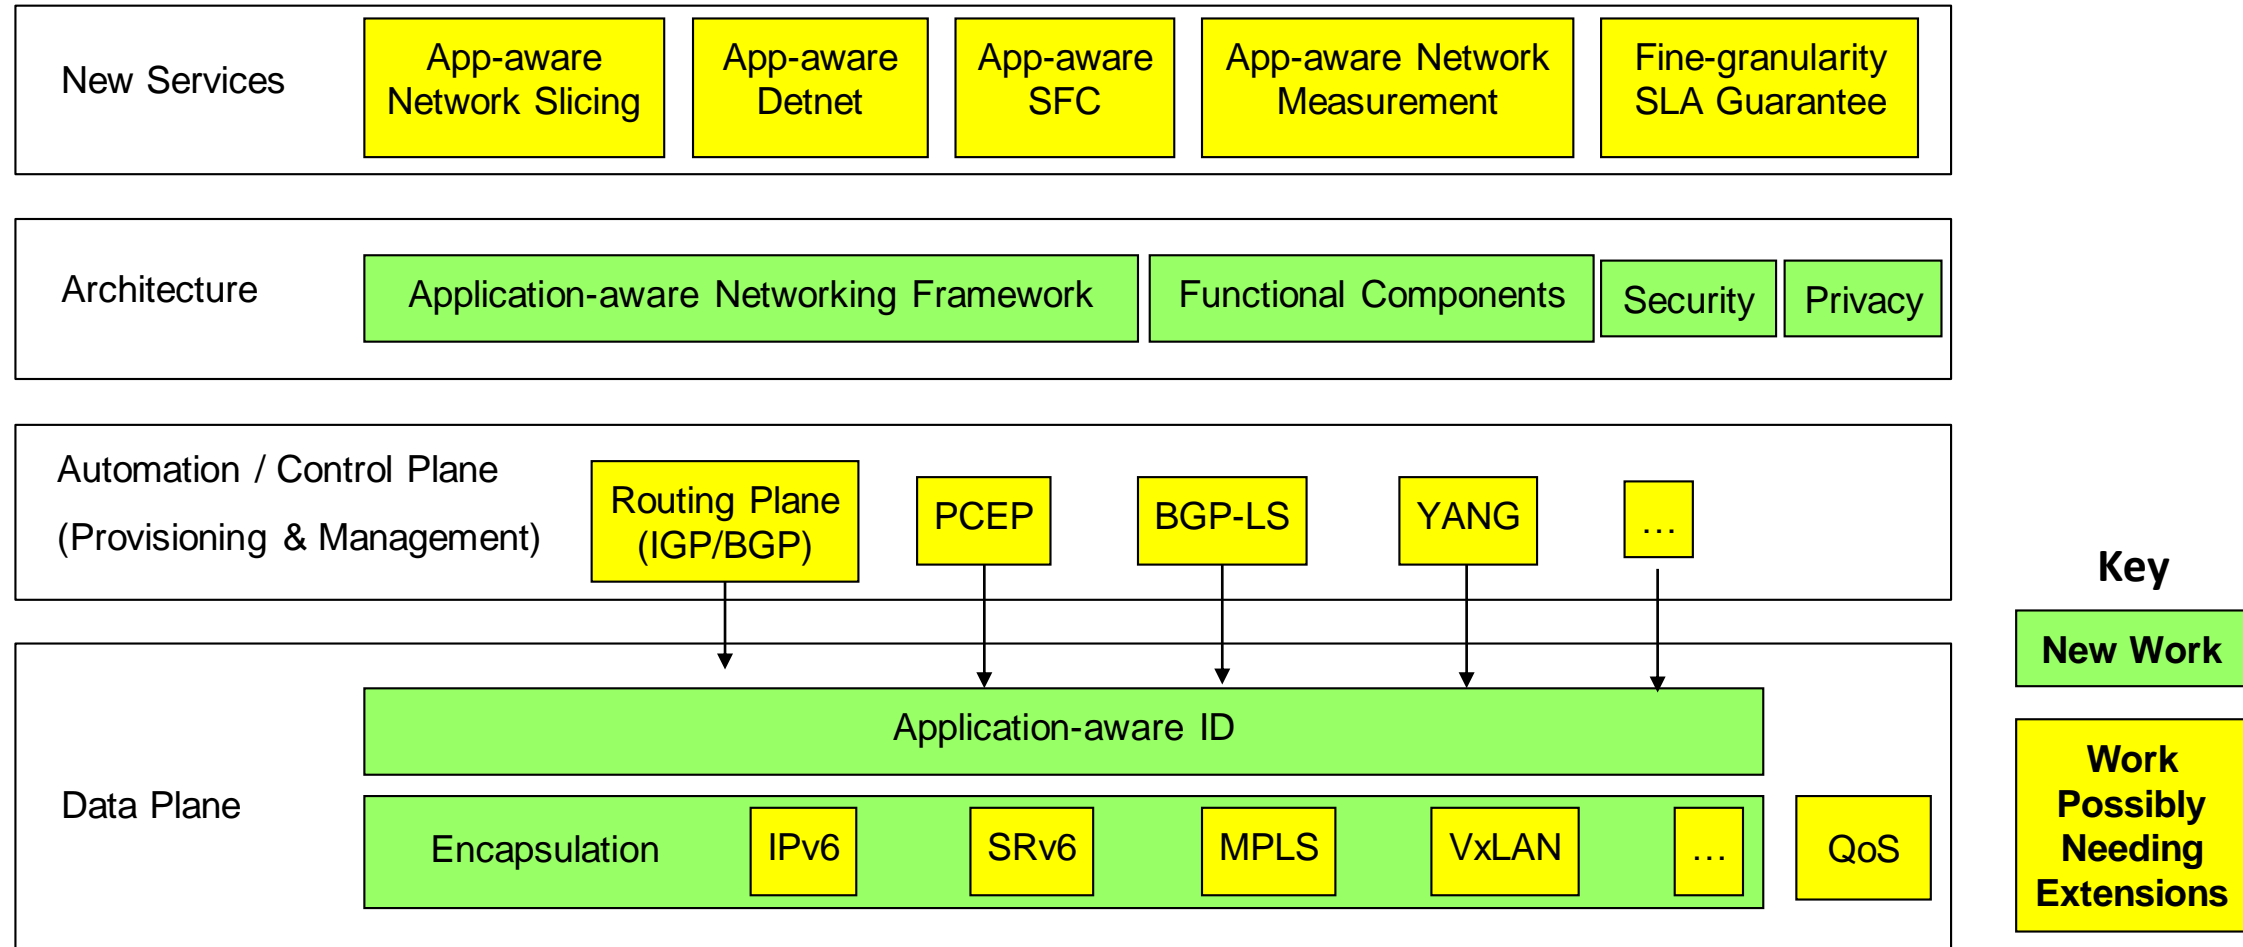 New Services
App-aware
Network Slicing
App-aware
Detnet
App-aware
SFC
App-aware Network
Measurement
Fine-granularity
SLA Guarantee
Architecture
Application-aware Networking Framework
Functional Components
Security
Privacy
Automation / Control Plane
(Provisioning & Management)
Routing Plane
(IGP/BGP)
PCEP
BGP-LS
YANG
…
Key
New Work
Work
Possibly
Needing
Extensions
Data Plane
Application-aware ID
Encapsulation
IPv6
SRv6
MPLS
VxLAN
…
QoS